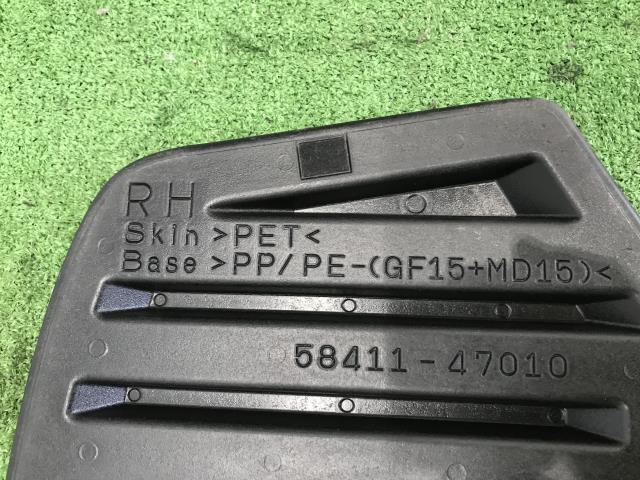 RH
Skin >PET<
Base >PP/PE-(GF15+MD15)<
58411-47010